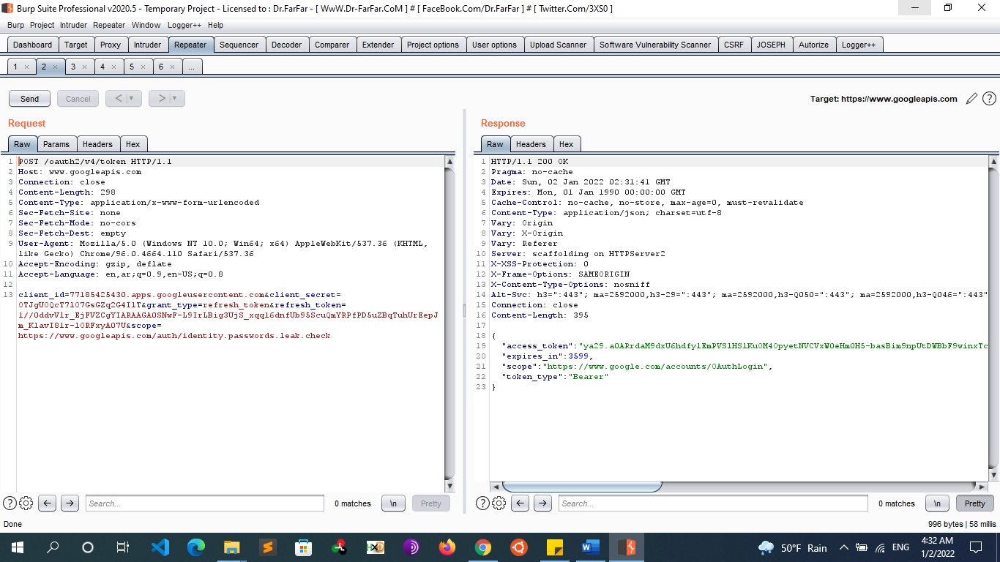 Burp Suite Professional v2020.5 - Temporary Project - Licensed to : Dr.FarFar - [ WwW.Dr-FarFar.CoM ] # [ FaceBook.Com/Dr.FarFar ] # [ Twitter.Com/3XS0 ]
Burp Project Intruder Repeater Window Logger++ Help
Dashboard Target Proxy Intruder Repeater Sequencer Decoder Comparer Extender Project options User options Upload Scanner Software Vulnerability Scanner CSRF JOSEPH Autorize Logger++
1 × 2 × 3 × 4 × 5 × 6 × ...
Send Cancel < > Target: https://www.googleapis.com
Request
Raw Params Headers Hex
1 POST /oauth2/v4/token HTTP/1.1
2 Host: www.googleapis.com
3 Connection: close
4 Content-Length: 298
5 Content-Type: application/x-www-form-urlencoded
6 Sec-Fetch-Site: none
7 Sec-Fetch-Mode: no-cors
8 Sec-Fetch-Dest: empty
9 User-Agent: Mozilla/5.0 (Windows NT 10.0; Win64; x64) AppleWebKit/537.36 (KHTML,
like Gecko) Chrome/96.0.4664.110 Safari/537.36
10 Accept-Encoding: gzip, deflate
11 Accept-Language: en,ar;q=0.9,en-US;q=0.8
12
13 client_id=77185425430.apps.googleusercontent.com&client_secret=
&grant_type=refresh_token&refresh_token=
&scope=
https://www.googleapis.com/auth/identity.passwords.leak.check
? Search... 0 matches \n Pretty
Response
Raw Headers Hex
1 HTTP/1.1 200 OK
2 Pragma: no-cache
3 Date: Sun, 02 Jan 2022 02:31:41 GMT
4 Expires: Mon, 01 Jan 1990 00:00:00 GMT
5 Cache-Control: no-cache, no-store, max-age=0, must-revalidate
6 Content-Type: application/json; charset=utf-8
7 Vary: Origin
8 Vary: X-Origin
9 Vary: Referer
10 Server: scaffolding on HTTPServer2
11 X-XSS-Protection: 0
12 X-Frame-Options: SAMEORIGIN
13 X-Content-Type-Options: nosniff
14 Alt-Svc: h3=":443"; ma=2592000,h3-29=":443"; ma=2592000,h3-Q050=":443"; ma=2592000,h3-Q046=":443"
15 Connection: close
16 Content-Length: 395
17
18 {
19 "access_token":
20 "expires_in":3599,
21 "scope":"https://www.google.com/accounts/OAuthLogin",
22 "token_type":"Bearer"
23 }
? Search... 0 matches \n Pretty
Done 996 bytes | 58 millis
50°F Rain ENG 4:32 AM
1/2/2022